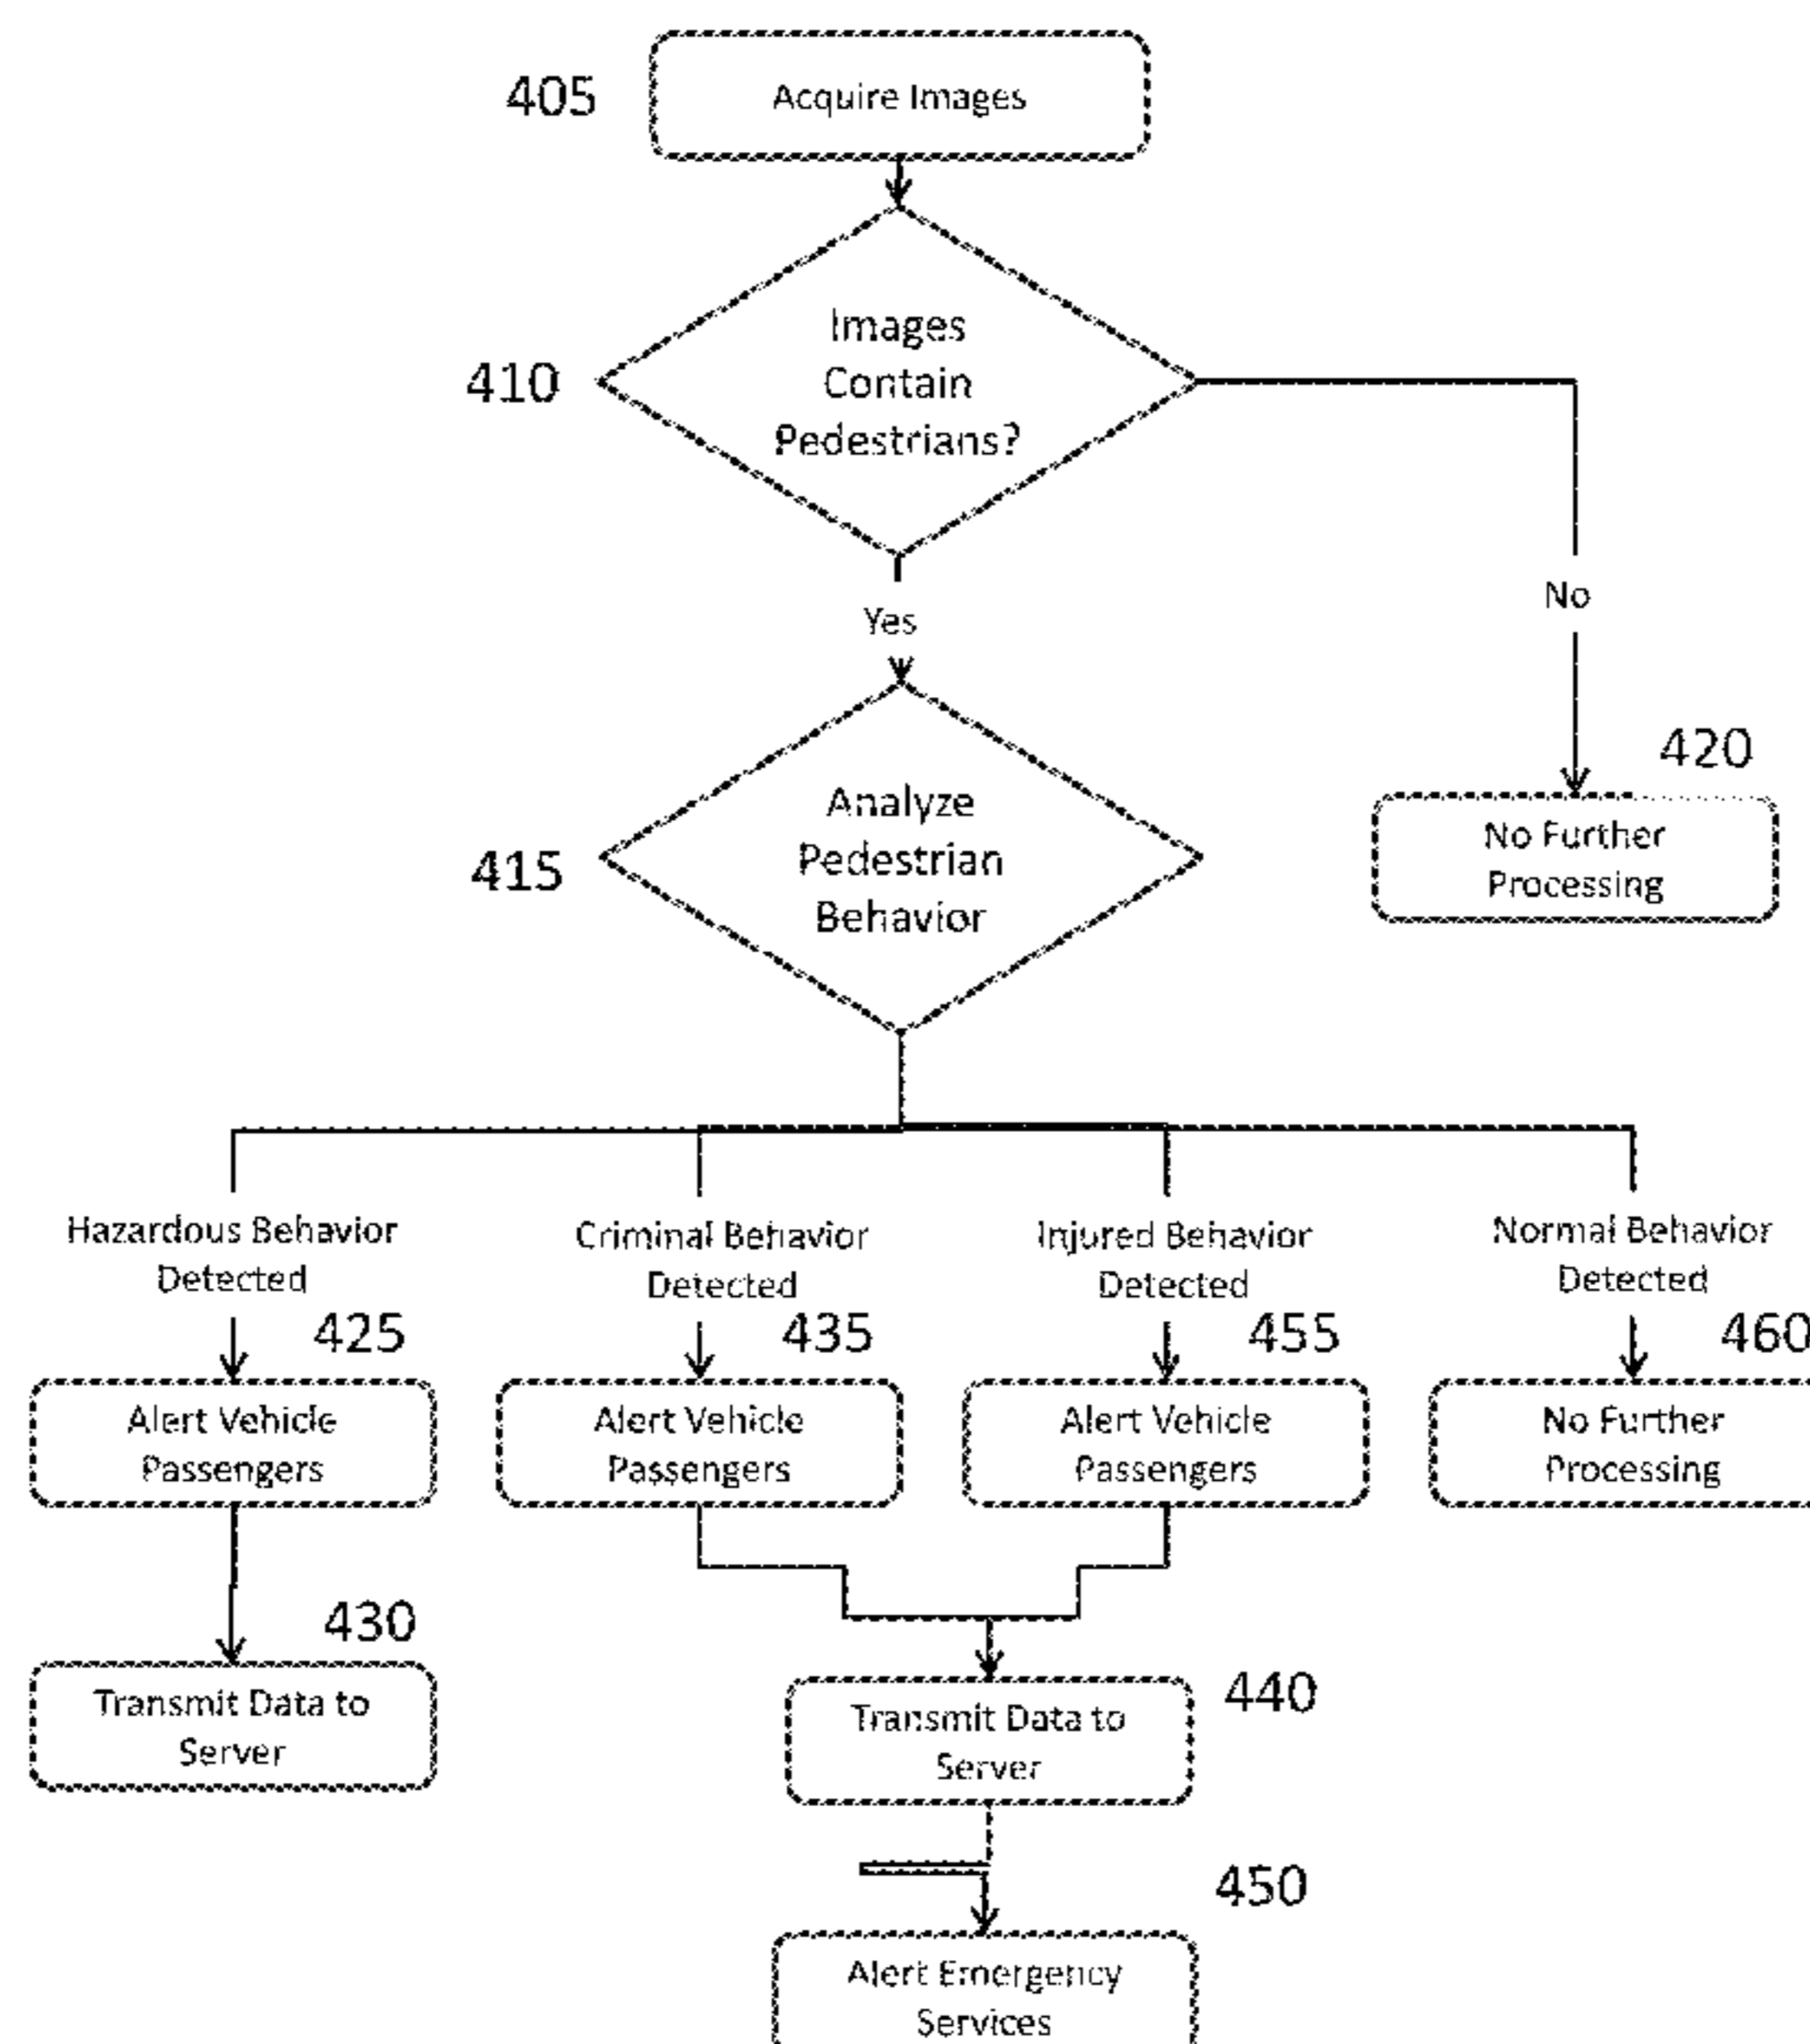 405
Acquire Images
410
Images
Contain
Pedestrians?
Yes
No
415
Analyze
Pedestrian
Behavior
420
No Further
Processing
Hazardous Behavior
Detected
Criminal Behavior
Detected
Injured Behavior
Detected
Normal Behavior
Detected
425
Alert Vehicle
Passengers
435
Alert Vehicle
Passengers
455
Alert Vehicle
Passengers
460
No Further
Processing
430
Transmit Data to
Server
440
Transmit Data to
Server
450
Alert Emergency
Services